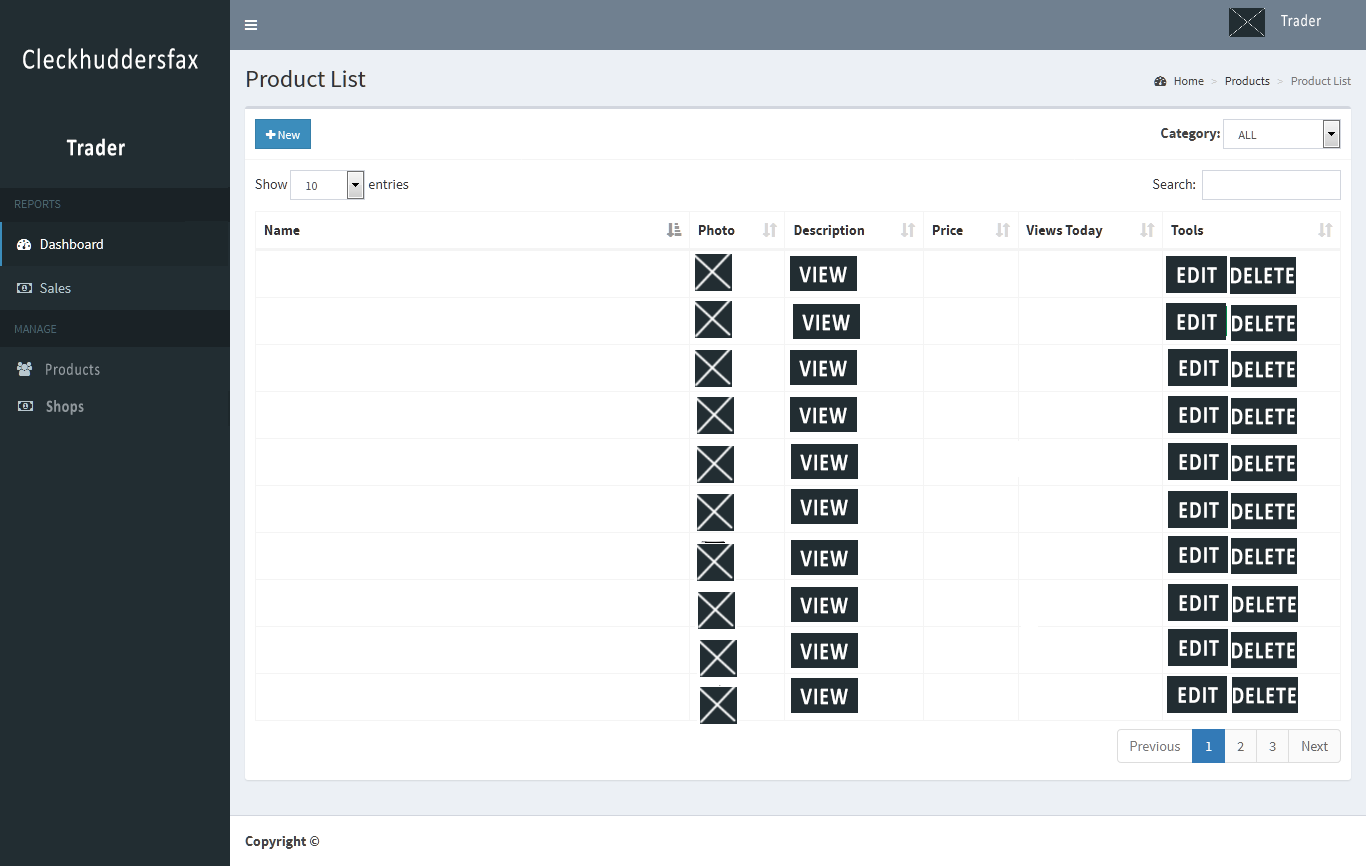 Cleckhuddersfax
Trader
Trader
REPORTS
Dashboard
Sales
MANAGE
Products
Shops
Product List
Home > Products > Product List
New
Category: ALL
Show 10 entries
Search:
Name Photo Description Price Views Today Tools
VIEW EDIT DELETE
VIEW EDIT DELETE
VIEW EDIT DELETE
VIEW EDIT DELETE
VIEW EDIT DELETE
VIEW EDIT DELETE
VIEW EDIT DELETE
VIEW EDIT DELETE
VIEW EDIT DELETE
VIEW EDIT DELETE
Previous 1 2 3 Next
Copyright ©